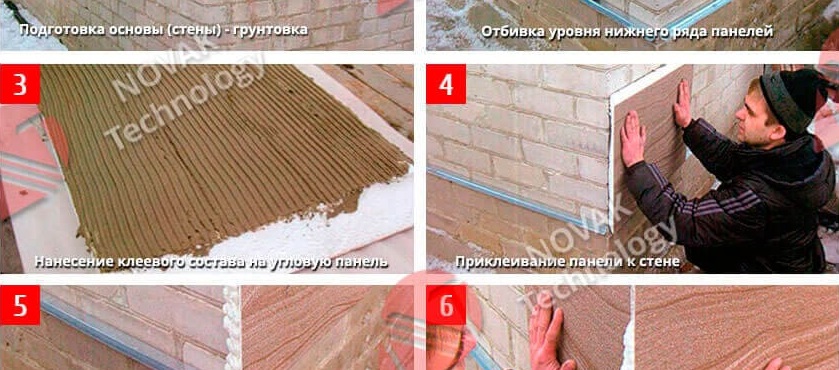 Подготовка основы (стены) - грунтовка
Отбивка уровня нижнего ряда панелей
3
NOVAK
Technology
Нанесение клеевого состава на угловую панель
4
NOVAK
Technology
Приклеивание панели к стене
5
6